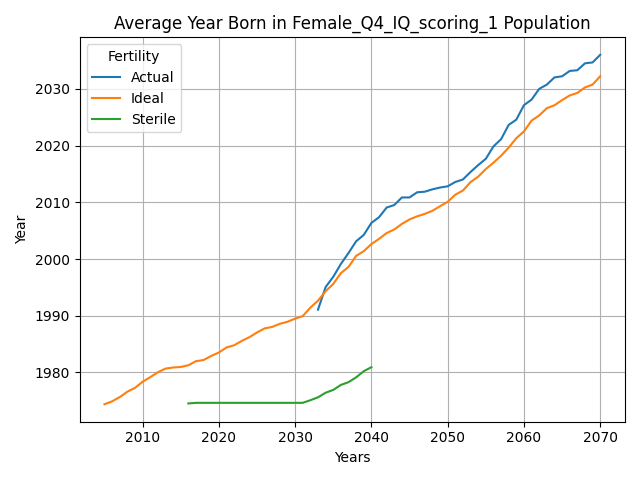 Average Year Born in Female_Q4_IQ_scoring_1 Population
Fertility
Actual
Ideal
Sterile
Year
2030
2020
2010
2000
1990
1980
2010 2020 2030 2040 2050 2060 2070
Years